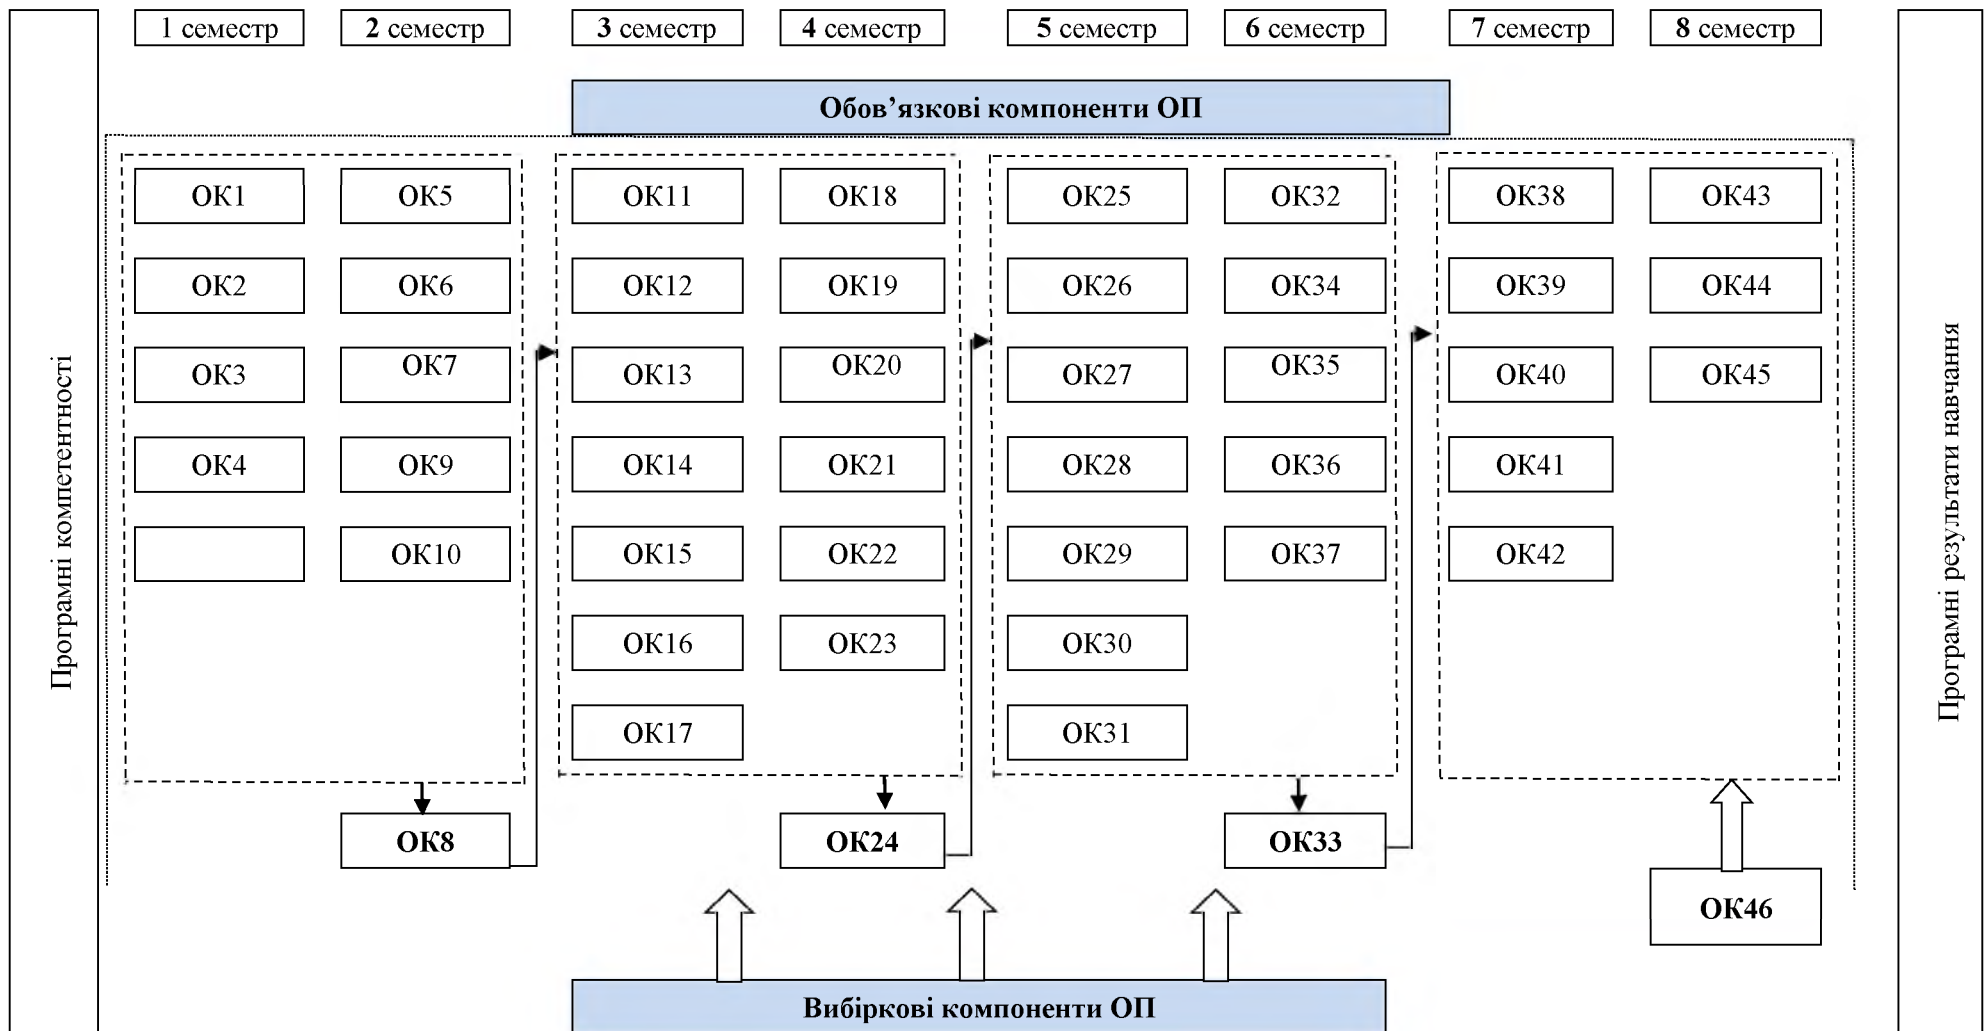 1 семестр
2 семестр
3 семестр
4 семестр
5 семестр
6 семестр
7 семестр
8 семестр
Обов’язкові компоненти ОП
ОК1
ОК5
ОК11
ОК18
ОК25
ОК32
ОК38
ОК43
ОК2
ОК6
ОК12
ОК19
ОК26
ОК34
ОК39
ОК44
ОК3
ОК7
ОК13
ОК20
ОК27
ОК35
ОК40
ОК45
ОК4
ОК9
ОК14
ОК21
ОК28
ОК36
ОК41
ОК10
ОК15
ОК22
ОК29
ОК37
ОК42
ОК16
ОК23
ОК30
ОК17
ОК31
ОК8
ОК24
ОК33
ОК46
Вибіркові компоненти ОП
Програмні компетентності
Програмні результати навчання